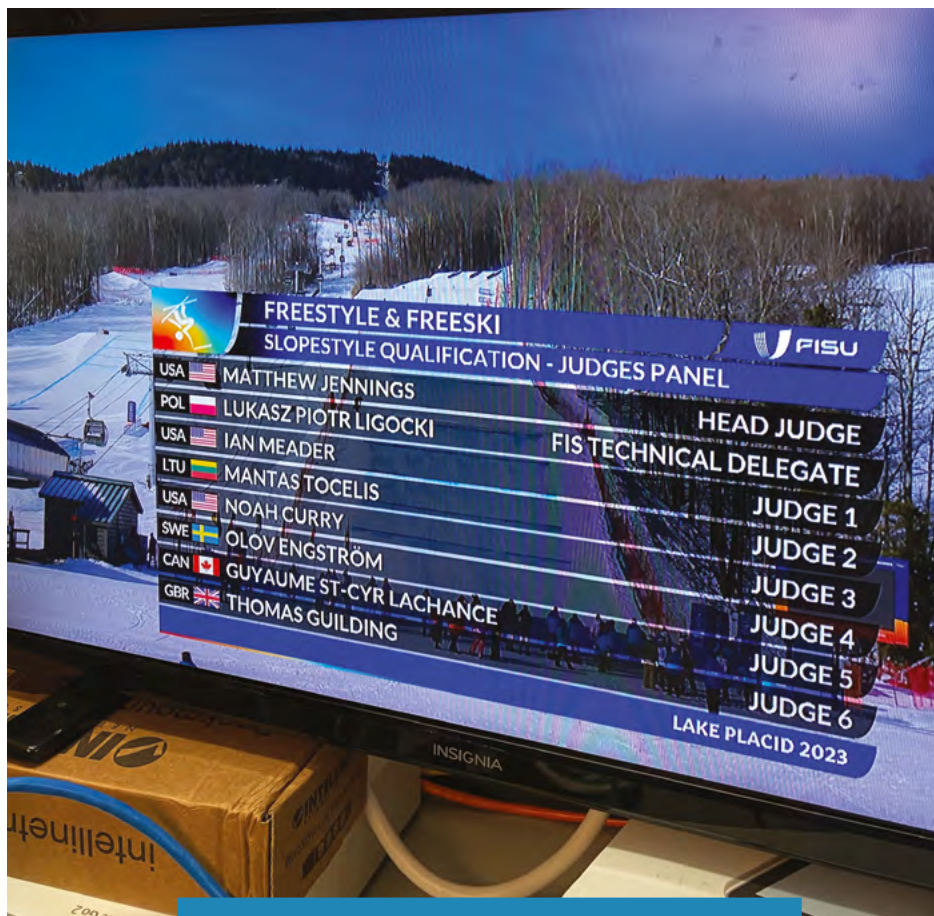 FREESTYLE & FREESKI
FISU
SLOPESTYLE QUALIFICATION - JUDGES PANEL
USA MATTHEW JENNINGS HEAD JUDGE
POL LUKASZ PIOTR LIGOCKI FIS TECHNICAL DELEGATE
USA IAN MEADER JUDGE 1
LTU MANTAS TOCELIS JUDGE 2
USA NOAH CURRY JUDGE 3
SWE OLOV ENGSTRÖM JUDGE 4
CAN GUYAUME ST-CYR LACHANCE JUDGE 5
GBR THOMAS GUILDING JUDGE 6
LAKE PLACID 2023
INSIGNIA
intellinet